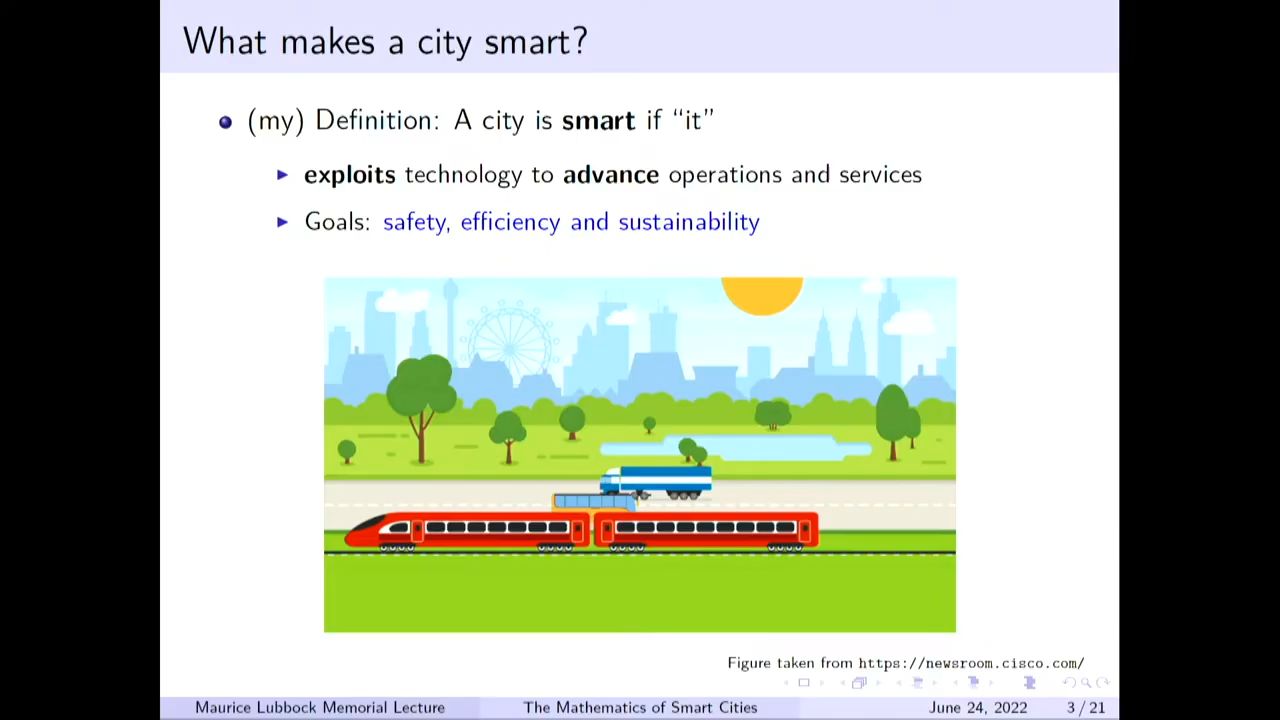 What makes a city smart?
(my) Definition: A city is smart if “it”
exploits technology to advance operations and services
Goals: safety, efficiency and sustainability
Figure taken from https://newsroom.cisco.com/
Maurice Lubbock Memorial Lecture The Mathematics of Smart Cities June 24, 2022 3 / 21